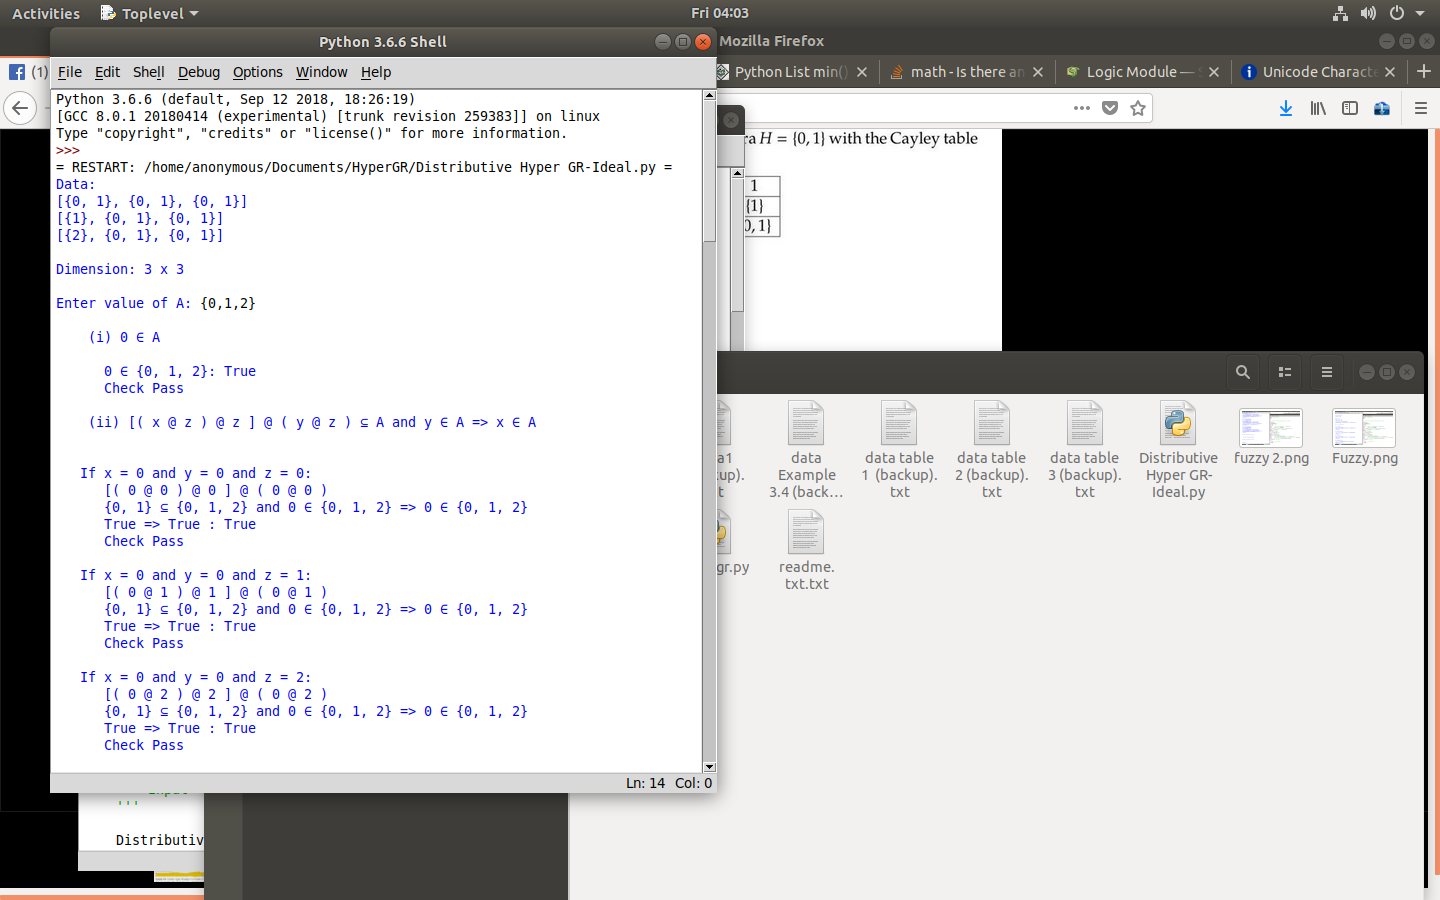 Activities
Toplevel
Fri 04:03
Python 3.6.6 Shell
Mozilla Firefox
File Edit Shell Debug Options Window Help
(1)
Python List min()
math - Is there an
Logic Module —
Unicode Characte
Python 3.6.6 (default, Sep 12 2018, 18:26:19)
[GCC 8.0.1 20180414 (experimental) [trunk revision 259383]] on linux
Type "copyright", "credits" or "license()" for more information.
>>>
= RESTART: /home/anonymous/Documents/HyperGR/Distributive Hyper GR-Ideal.py =
Data:
[{0, 1}, {0, 1}, {0, 1}]
[{1}, {0, 1}, {0, 1}]
[{2}, {0, 1}, {0, 1}]
Dimension: 3 x 3
Enter value of A: {0,1,2}
(i) 0 ∈ A
0 ∈ {0, 1, 2}: True
Check Pass
(ii) [( x @ z ) @ z ] @ ( y @ z ) ⊆ A and y ∈ A => x ∈ A
If x = 0 and y = 0 and z = 0:
[( 0 @ 0 ) @ 0 ] @ ( 0 @ 0 )
{0, 1} ⊆ {0, 1, 2} and 0 ∈ {0, 1, 2} => 0 ∈ {0, 1, 2}
True => True : True
Check Pass
If x = 0 and y = 0 and z = 1:
[( 0 @ 1 ) @ 1 ] @ ( 0 @ 1 )
{0, 1} ⊆ {0, 1, 2} and 0 ∈ {0, 1, 2} => 0 ∈ {0, 1, 2}
True => True : True
Check Pass
If x = 0 and y = 0 and z = 2:
[( 0 @ 2 ) @ 2 ] @ ( 0 @ 2 )
{0, 1} ⊆ {0, 1, 2} and 0 ∈ {0, 1, 2} => 0 ∈ {0, 1, 2}
True => True : True
Check Pass
Ln: 14 Col: 0
ra H = {0, 1} with the Cayley table
1
{1}
0, 1}
data
Example
3.4 (back...
data table
1 (backup).
txt
data table
2 (backup).
txt
data table
3 (backup).
txt
Distributive
Hyper GR-
Ideal.py
fuzzy 2.png
Fuzzy.png
gr.py
readme.
txt.txt
'''
Distributiv